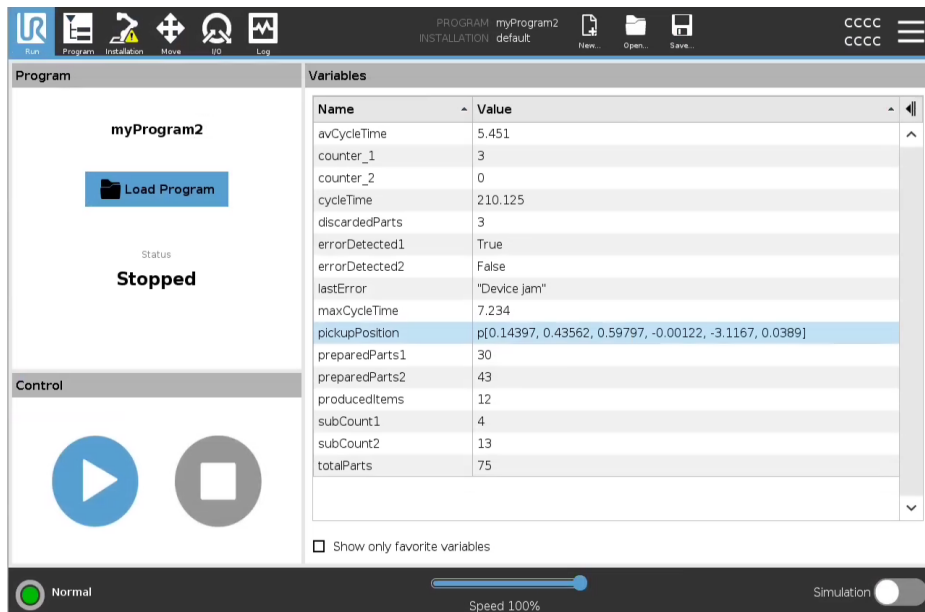 UR
Run
Program
Installation
Move
I/O
Log
PROGRAM myProgram2
INSTALLATION default
New...
Open...
Save...
CCCC
CCCC
Program
myProgram2
Load Program
Status
Stopped
Control
Variables
Name Value
avCycleTime 5.451
counter_1 3
counter_2 0
cycleTime 210.125
discardedParts 3
errorDetected1 True
errorDetected2 False
lastError "Device jam"
maxCycleTime 7.234
pickupPosition p[0.14397, 0.43562, 0.59797, -0.00122, -3.1167, 0.0389]
preparedParts1 30
preparedParts2 43
producedItems 12
subCount1 4
subCount2 13
totalParts 75
Show only favorite variables
Normal
Speed 100%
Simulation